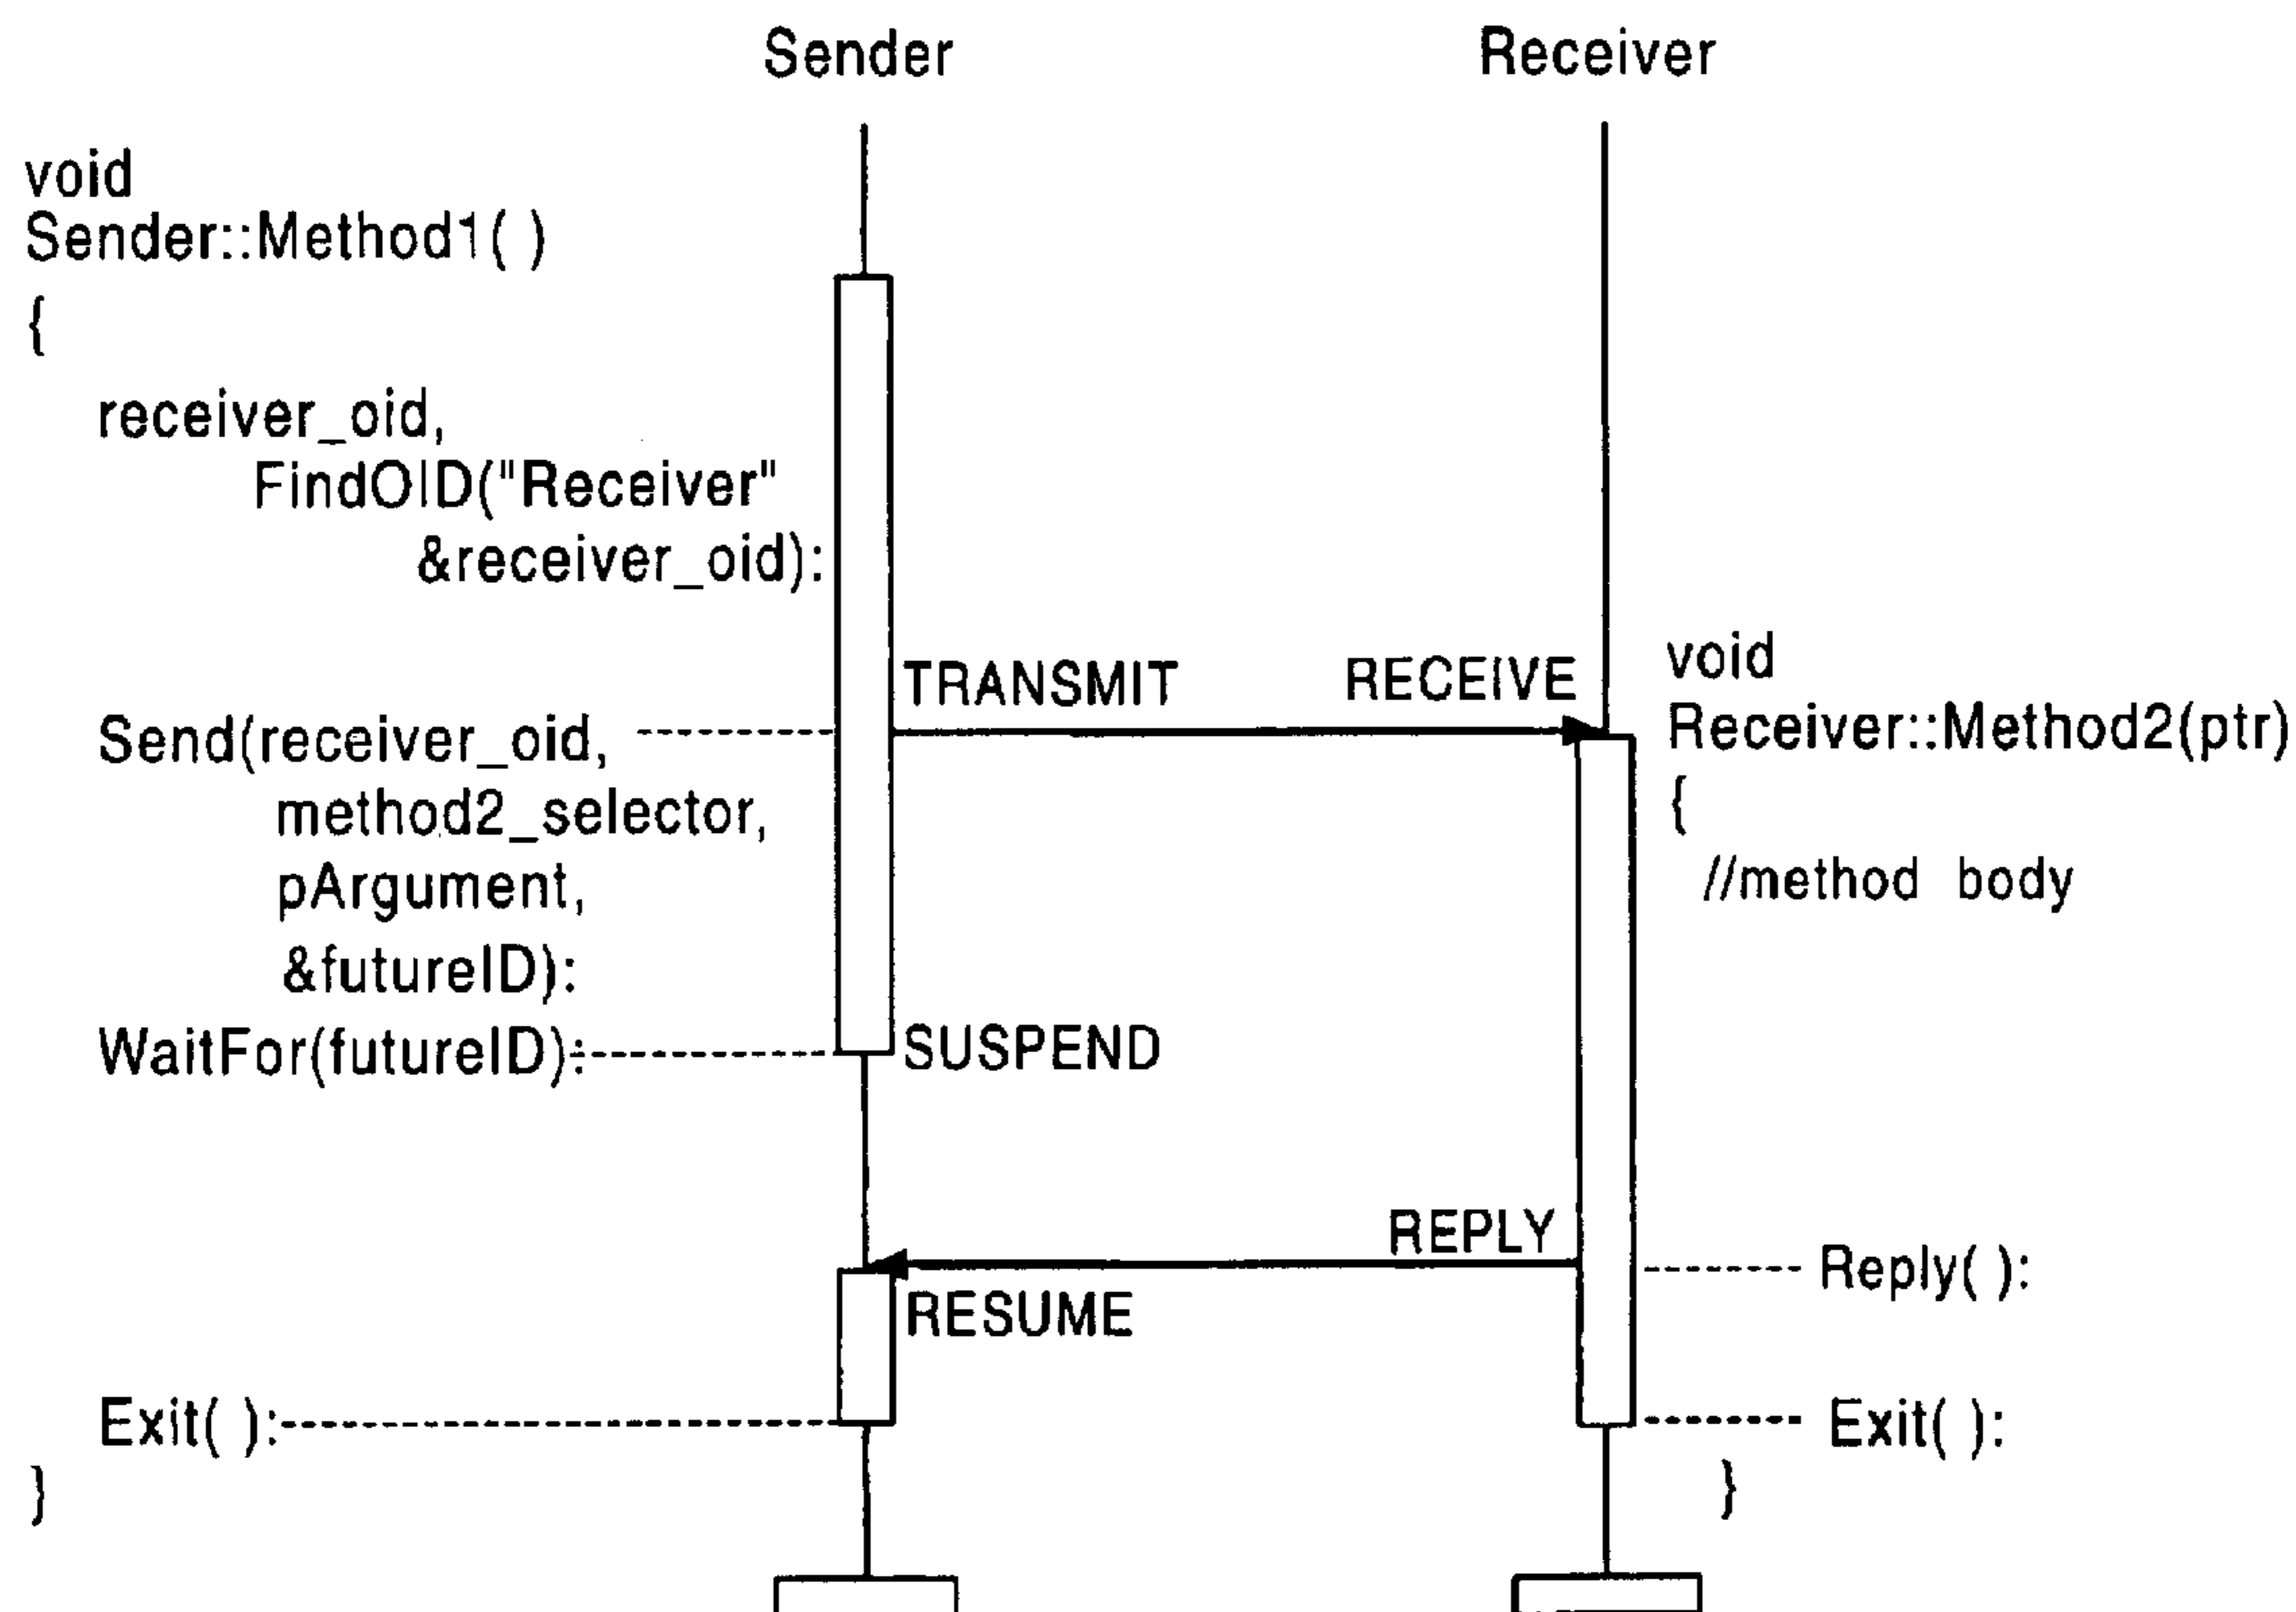 Sender
Receiver
void
Sender::Method1( )
{
receiver_oid,
FindOID("Receiver"
&receiver_oid):
TRANSMIT
RECEIVE
Send(receiver_oid,
method2_selector,
pArgument,
&futureID):
WaitFor(futureID):
SUSPEND
void
Receiver::Method2(ptr)
{
//method body
REPLY
Reply( ):
RESUME
Exit( ):
}
Exit( ):
}